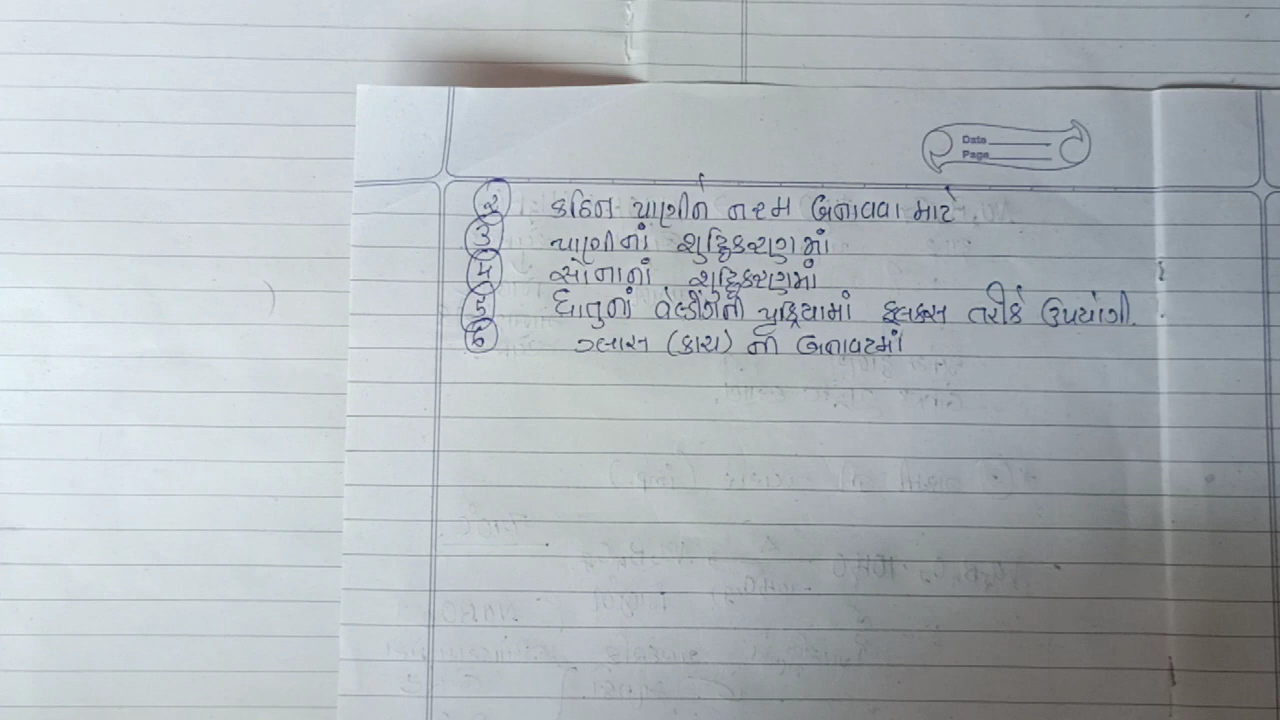 Date
Page
૨ કઠિન પાણીને નરમ બનાવવા માટે
૩ પાણીનાં શુદ્ધિકરણમાં
૪ સોનાનાં શુદ્ધિકરણમાં
૫ ધાતુનાં વેલ્ડીંગની પ્રક્રિયામાં ફલકસ તરીકે ઉપયોગી.
૬ ગ્લાસ (કાચ) ની બનાવટમાં